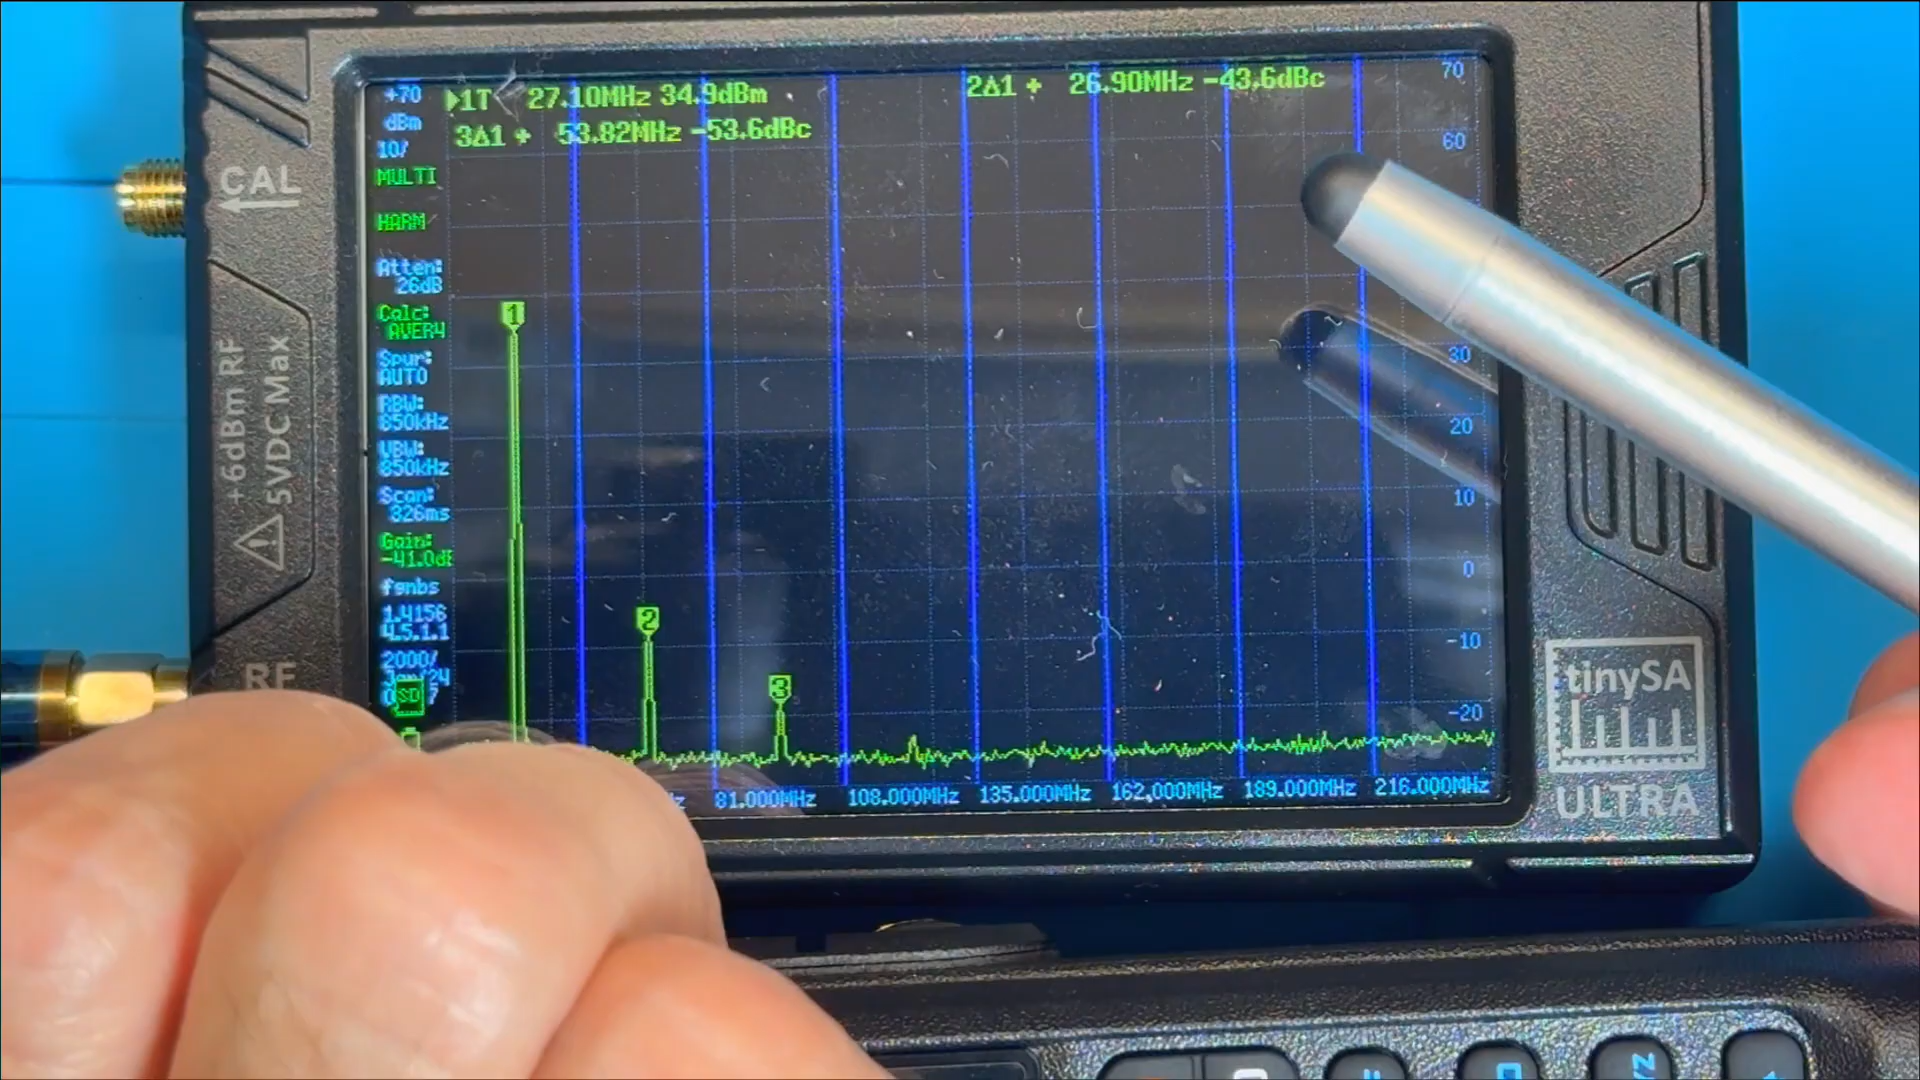 +70
dBm
10/
MULTI
HARM
Atten:
26dB
Calc:
AVER4
Spur:
AUTO
RBW:
850kHz
VBW:
850kHz
Scan:
326ms
Gain:
2000/
SD
1T 27.10MHz 34.9dBm
2Δ1 + 26.90MHz -43.6dBc
3Δ1 + 53.82MHz -53.6dBc
1
2
3
70
60
30
20
10
0
-10
-20
81.000MHz 108.000MHz 135.000MHz 162.000MHz 189.000MHz 216.000MHz
CAL
+6dBm RF
5VDC Max
RF
tinySA
ULTRA